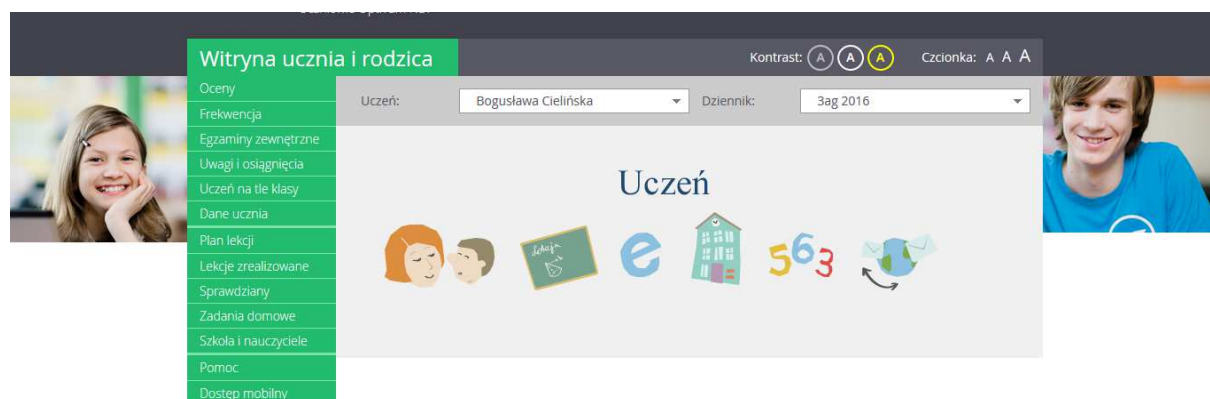 Witryna ucznia i rodzica
Kontrast: A A A Czcionka: A A A
Oceny
Frekwencja
Egzaminy zewnętrzne
Uwagi i osiągnięcia
Uczeń na tle klasy
Dane ucznia
Plan lekcji
Lekcje zrealizowane
Sprawdziany
Zadania domowe
Szkoła i nauczyciele
Pomoc
Dostęp mobilny
Uczeń: Bogusława Cielińska Dziennik: 3ag 2016
Uczeń
Lekcja
e
563